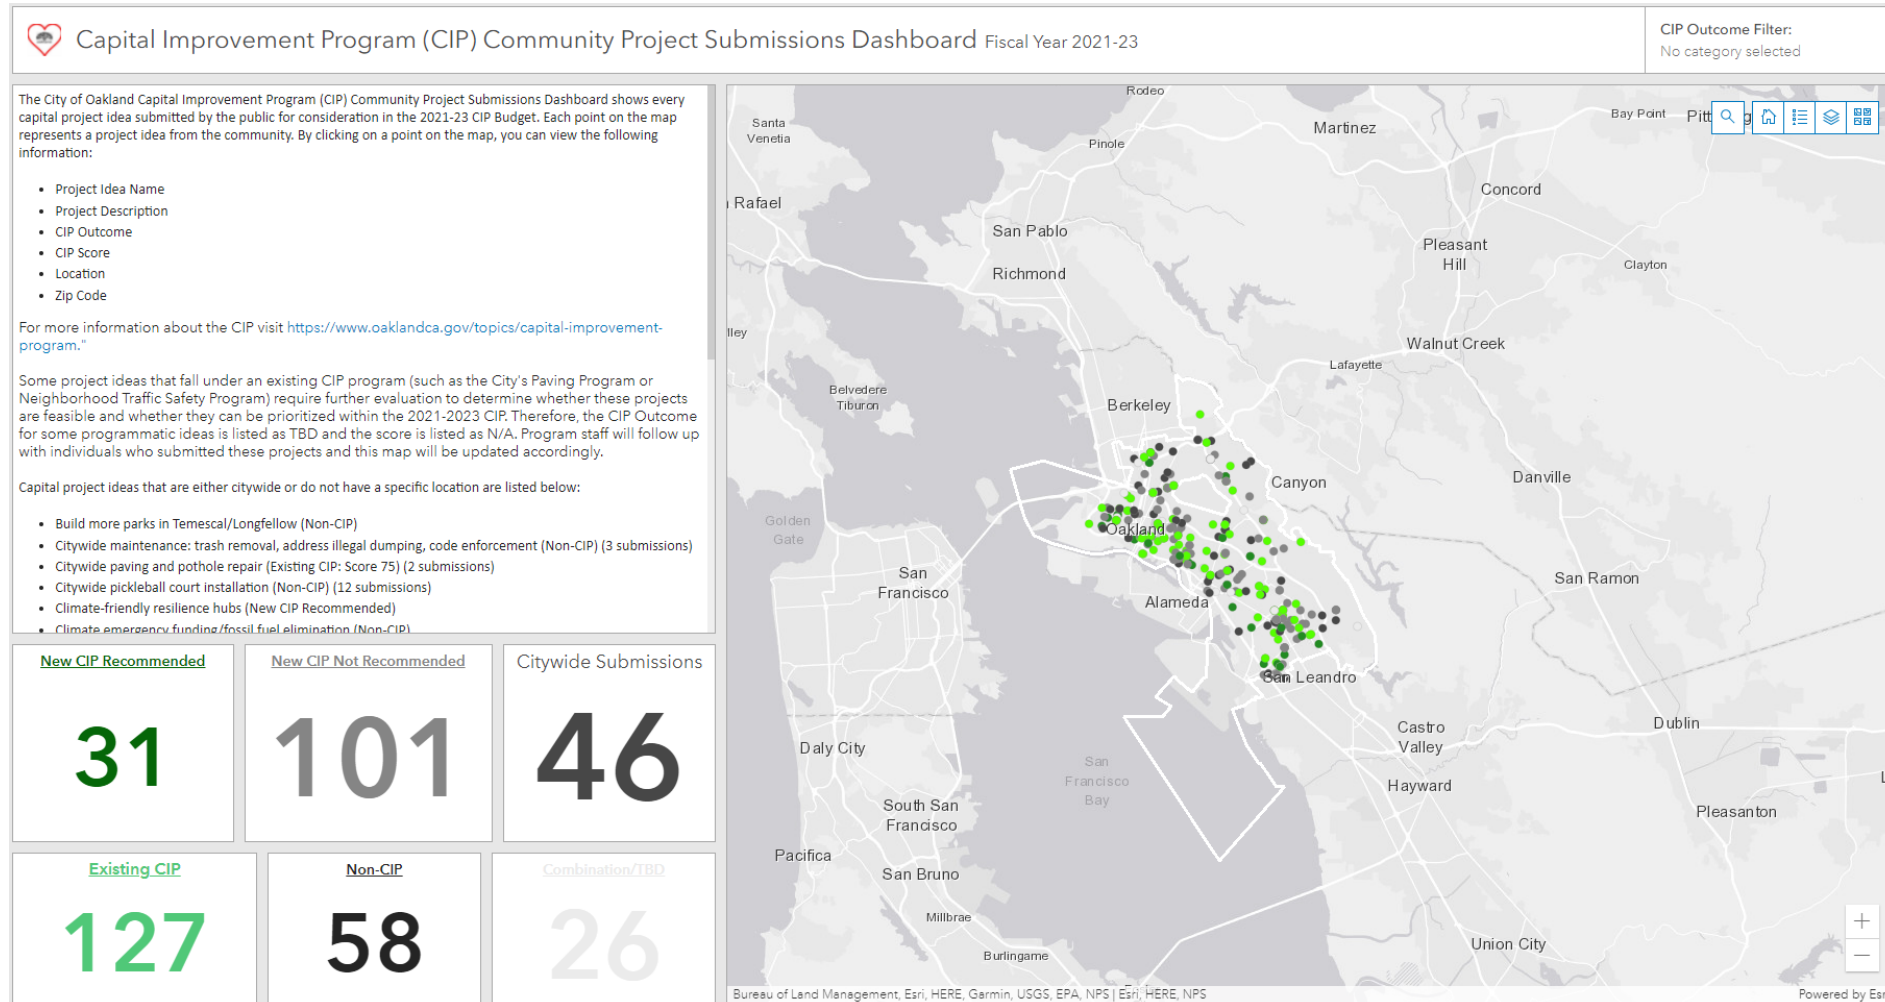 Capital Improvement Program (CIP) Community Project Submissions Dashboard Fiscal Year 2021-23
CIP Outcome Filter:
No category selected
The City of Oakland Capital Improvement Program (CIP) Community Project Submissions Dashboard shows every
capital project idea submitted by the public for consideration in the 2021-23 CIP Budget. Each point on the map
represents a project idea from the community. By clicking on a point on the map, you can view the following
information:
• Project Idea Name
• Project Description
• CIP Outcome
• CIP Score
• Location
• Zip Code
For more information about the CIP visit https://www.oaklandca.gov/topics/capital-improvement-
program."
Some project ideas that fall under an existing CIP program (such as the City's Paving Program or
Neighborhood Traffic Safety Program) require further evaluation to determine whether these projects
are feasible and whether they can be prioritized within the 2021-2023 CIP. Therefore, the CIP Outcome
for some programmatic ideas is listed as TBD and the score is listed as N/A. Program staff will follow up
with individuals who submitted these projects and this map will be updated accordingly.
Capital project ideas that are either citywide or do not have a specific location are listed below:
• Build more parks in Temescal/Longfellow (Non-CIP)
• Citywide maintenance: trash removal, address illegal dumping, code enforcement (Non-CIP) (3 submissions)
• Citywide paving and pothole repair (Existing CIP: Score 75) (2 submissions)
• Citywide pickleball court installation (Non-CIP) (12 submissions)
• Climate-friendly resilience hubs (New CIP Recommended)
• Climate emergency funding/fossil fuel elimination (Non-CIP)
New CIP Recommended
31
New CIP Not Recommended
101
Citywide Submissions
46
Existing CIP
127
Non-CIP
58
Combination/TBD
26
Rodeo
Santa
Venetia
Martinez
Bay Point
Pitt
g
Pinole
Concord
Rafael
San Pablo
Pleasant
Hill
Richmond
Clayton
lley
Walnut Creek
Lafayette
Belvedere
Tiburon
Berkeley
Canyon
Danville
Golden
Gate
Oakland
San
Francisco
San Ramon
Alameda
San Leandro
Castro
Valley
Dublin
Daly City
San
Francisco
Bay
Hayward
South San
Francisco
Pleasanton
L
Pacifica
San Bruno
Millbrae
Union City
Burlingame
Bureau of Land Management, Esri, HERE, Garmin, USGS, EPA, NPS | Esri, HERE, NPS
Powered by Esr